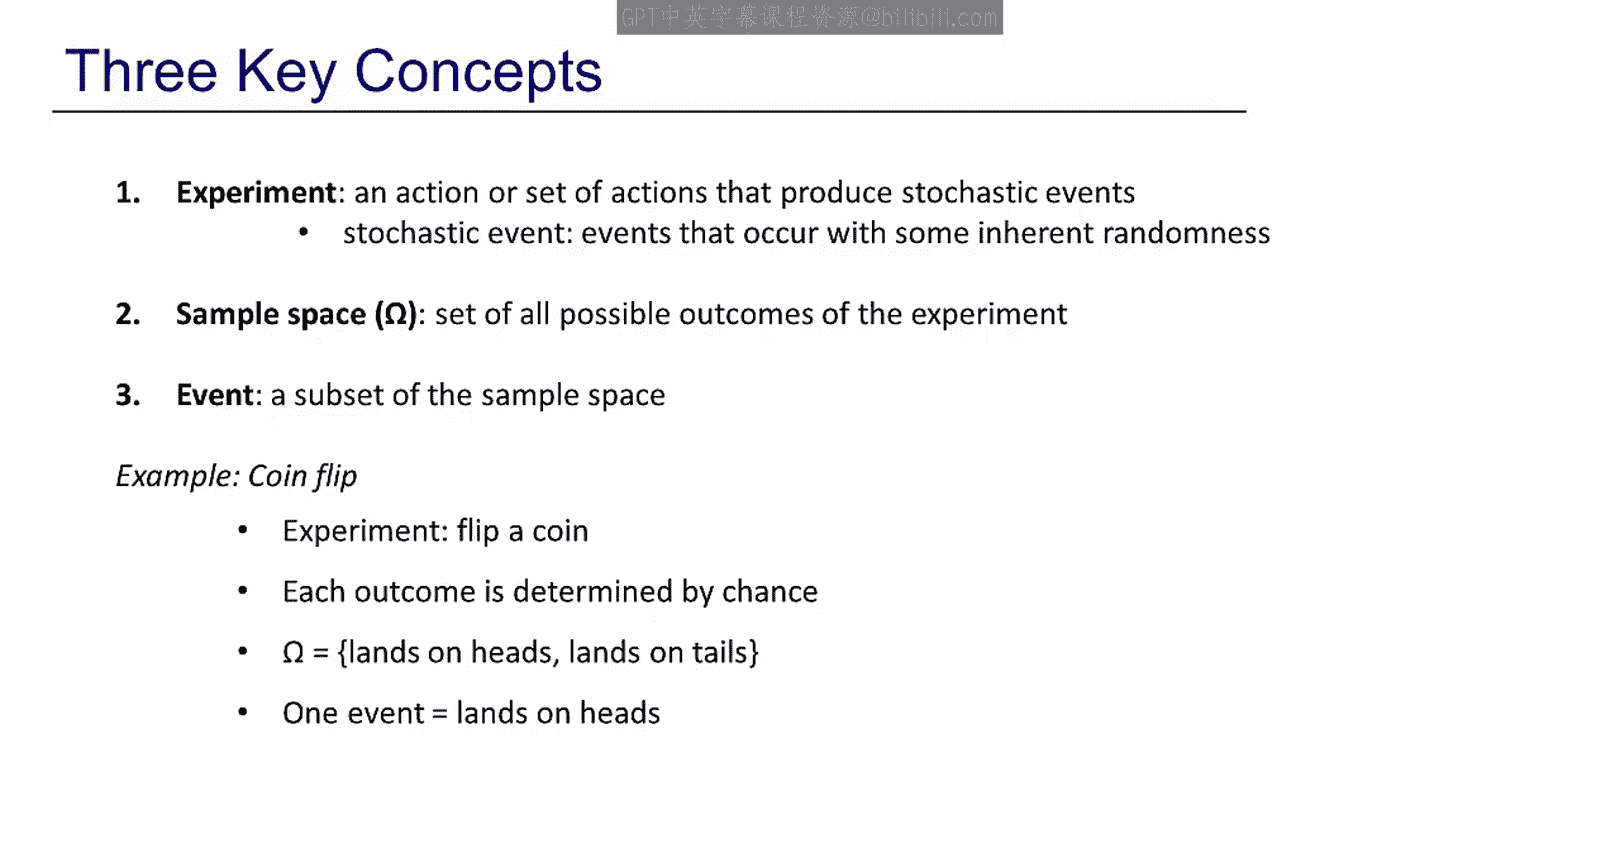 GPT中英字幕课程资源@bilibili.com
Three Key Concepts
1. Experiment: an action or set of actions that produce stochastic events
• stochastic event: events that occur with some inherent randomness
2. Sample space (Ω): set of all possible outcomes of the experiment
3. Event: a subset of the sample space
Example: Coin flip
• Experiment: flip a coin
• Each outcome is determined by chance
• Ω = {lands on heads, lands on tails}
• One event = lands on heads